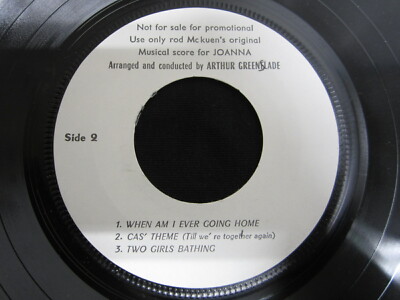 Not for sale for promotional
Use only rod Mckuen's original
Musical score for JOANNA
Arranged and conducted by ARTHUR GREENSLADE
Side 2
1. WHEN AM I EVER GOING HOME
2. CAS' THEME (Till we' re together again)
3. TWO GIRLS BATHING